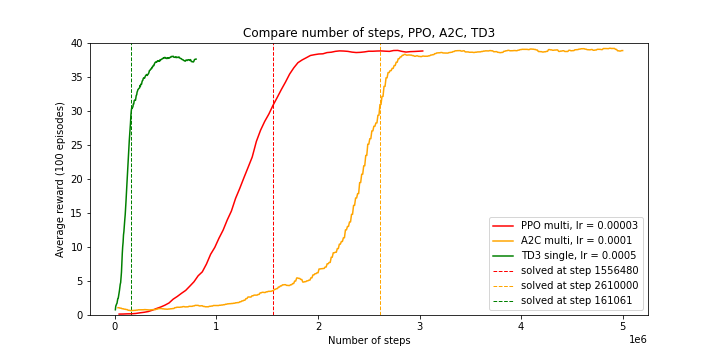 Compare number of steps, PPO, A2C, TD3
Average reward (100 episodes)
40
35
30
25
20
15
10
5
0
PPO multi, lr = 0.00003
A2C multi, lr = 0.0001
TD3 single, lr = 0.0005
solved at step 1556480
solved at step 2610000
solved at step 161061
0 1 2 3 4 5
1e6
Number of steps